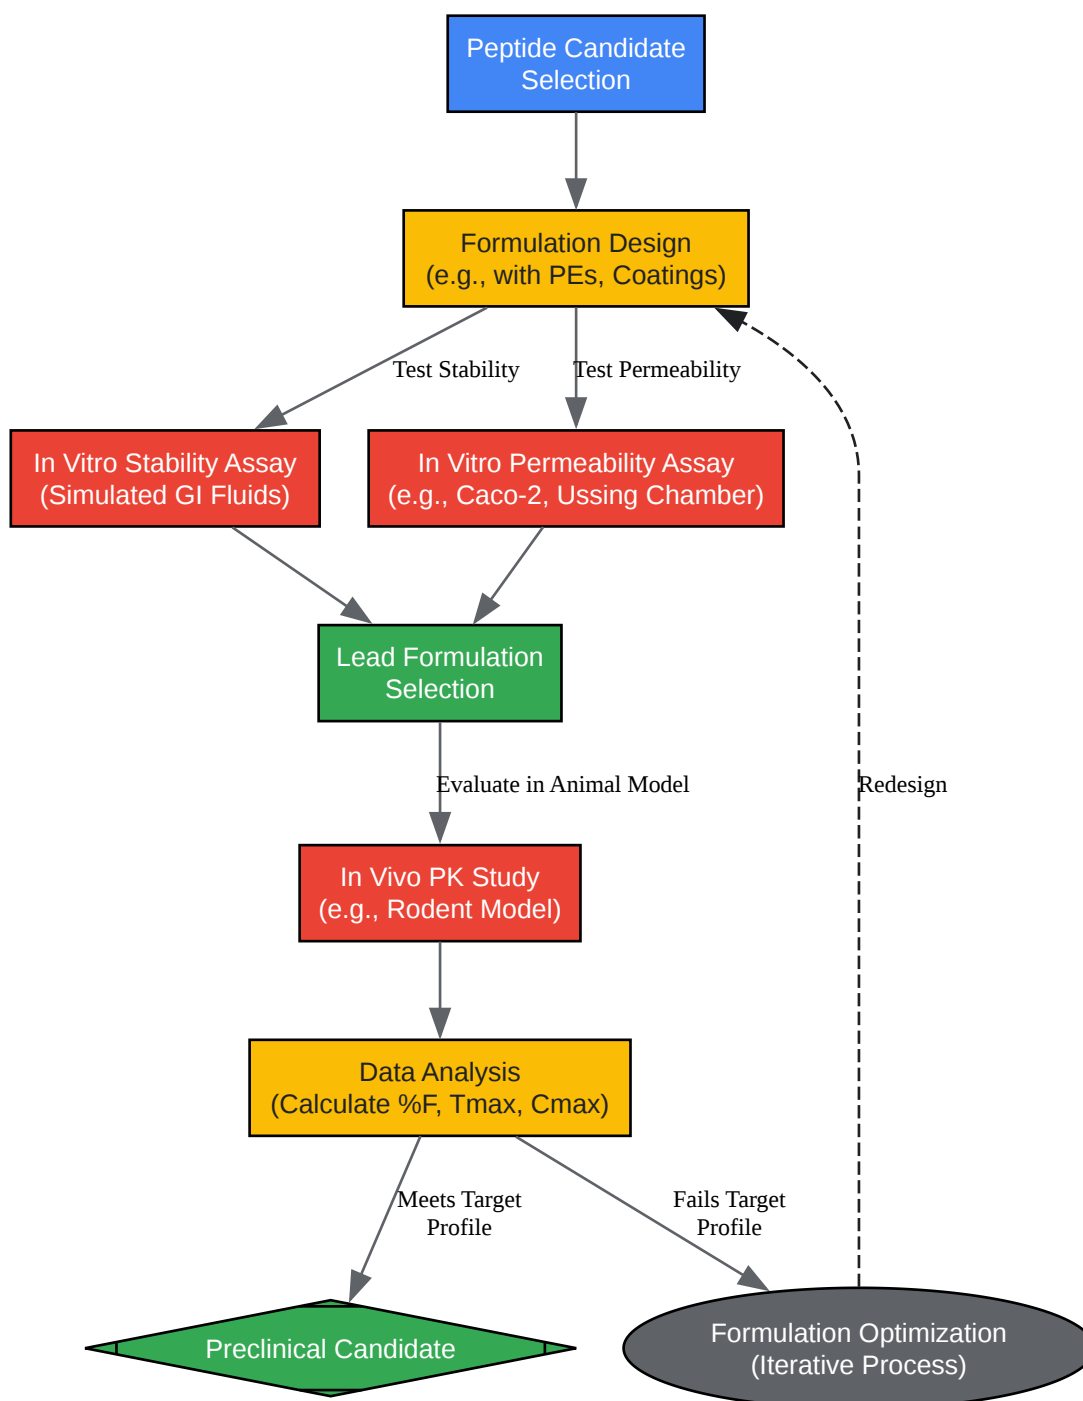 Peptide Candidate
Selection
Formulation Design
(e.g., with PEs, Coatings)
Test Stability
Test Permeability
In Vitro Stability Assay
(Simulated GI Fluids)
In Vitro Permeability Assay
(e.g., Caco-2, Ussing Chamber)
Lead Formulation
Selection
Evaluate in Animal Model
Redesign
In Vivo PK Study
(e.g., Rodent Model)
Data Analysis
(Calculate %F, Tmax, Cmax)
Meets Target
Profile
Fails Target
Profile
Preclinical Candidate
Formulation Optimization
(Iterative Process)